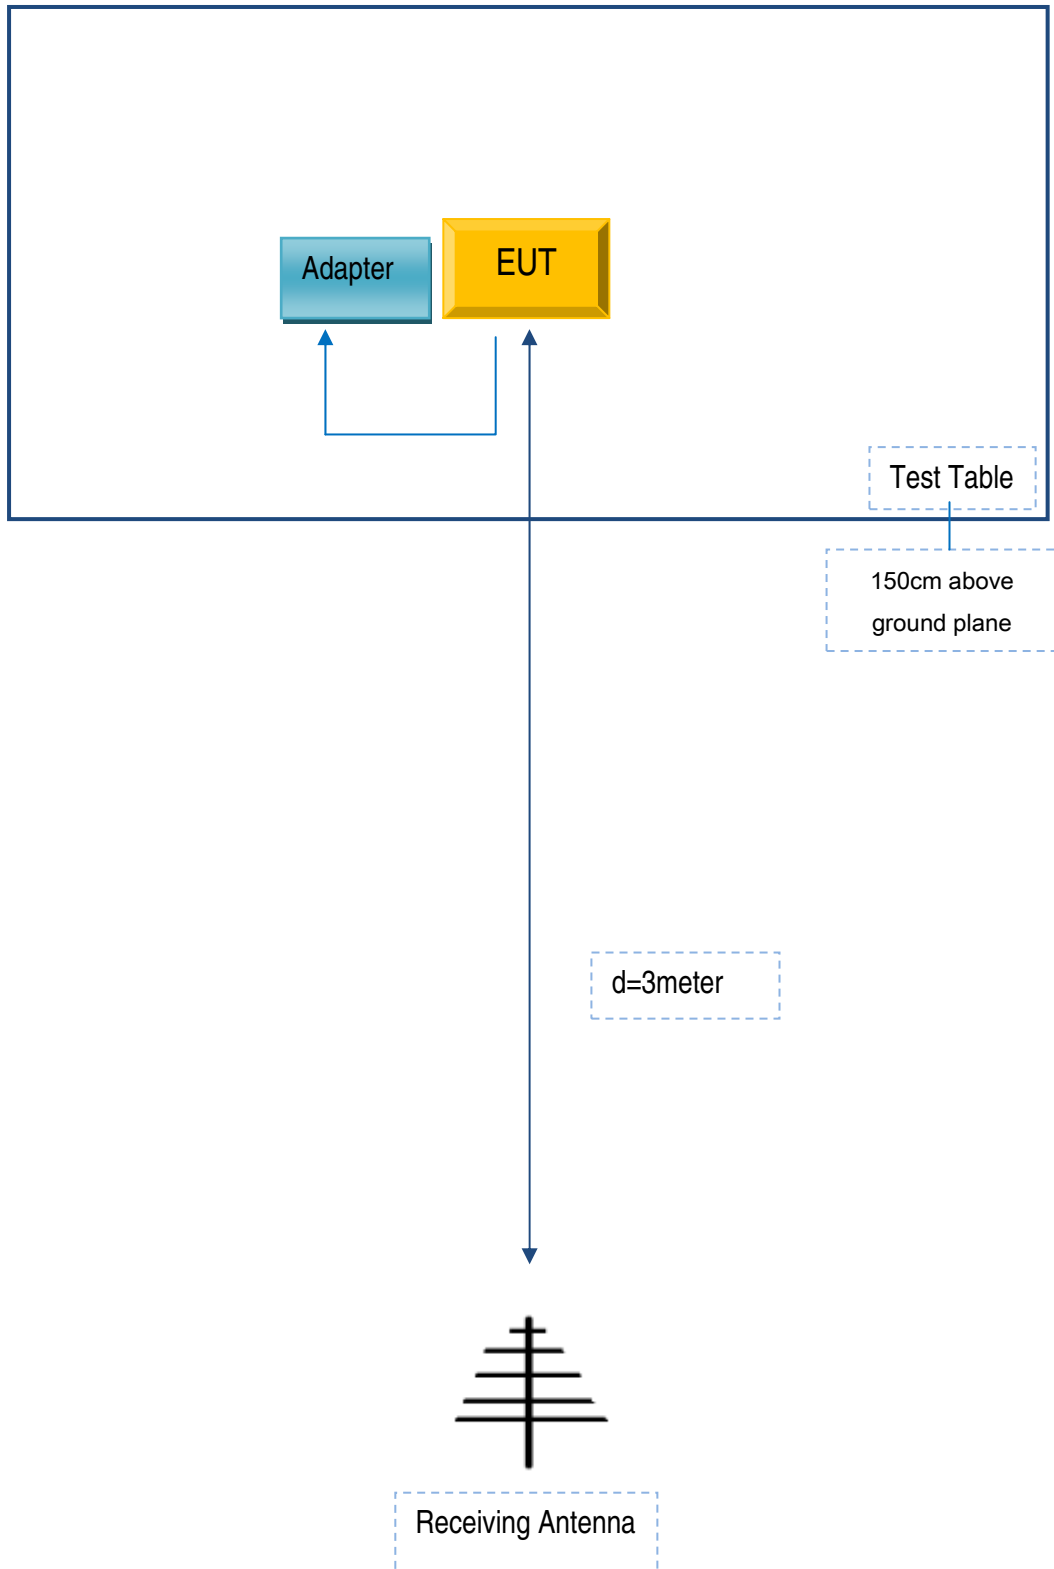 Adapter
EUT
Test Table
150cm above
ground plane
d=3meter
Receiving Antenna